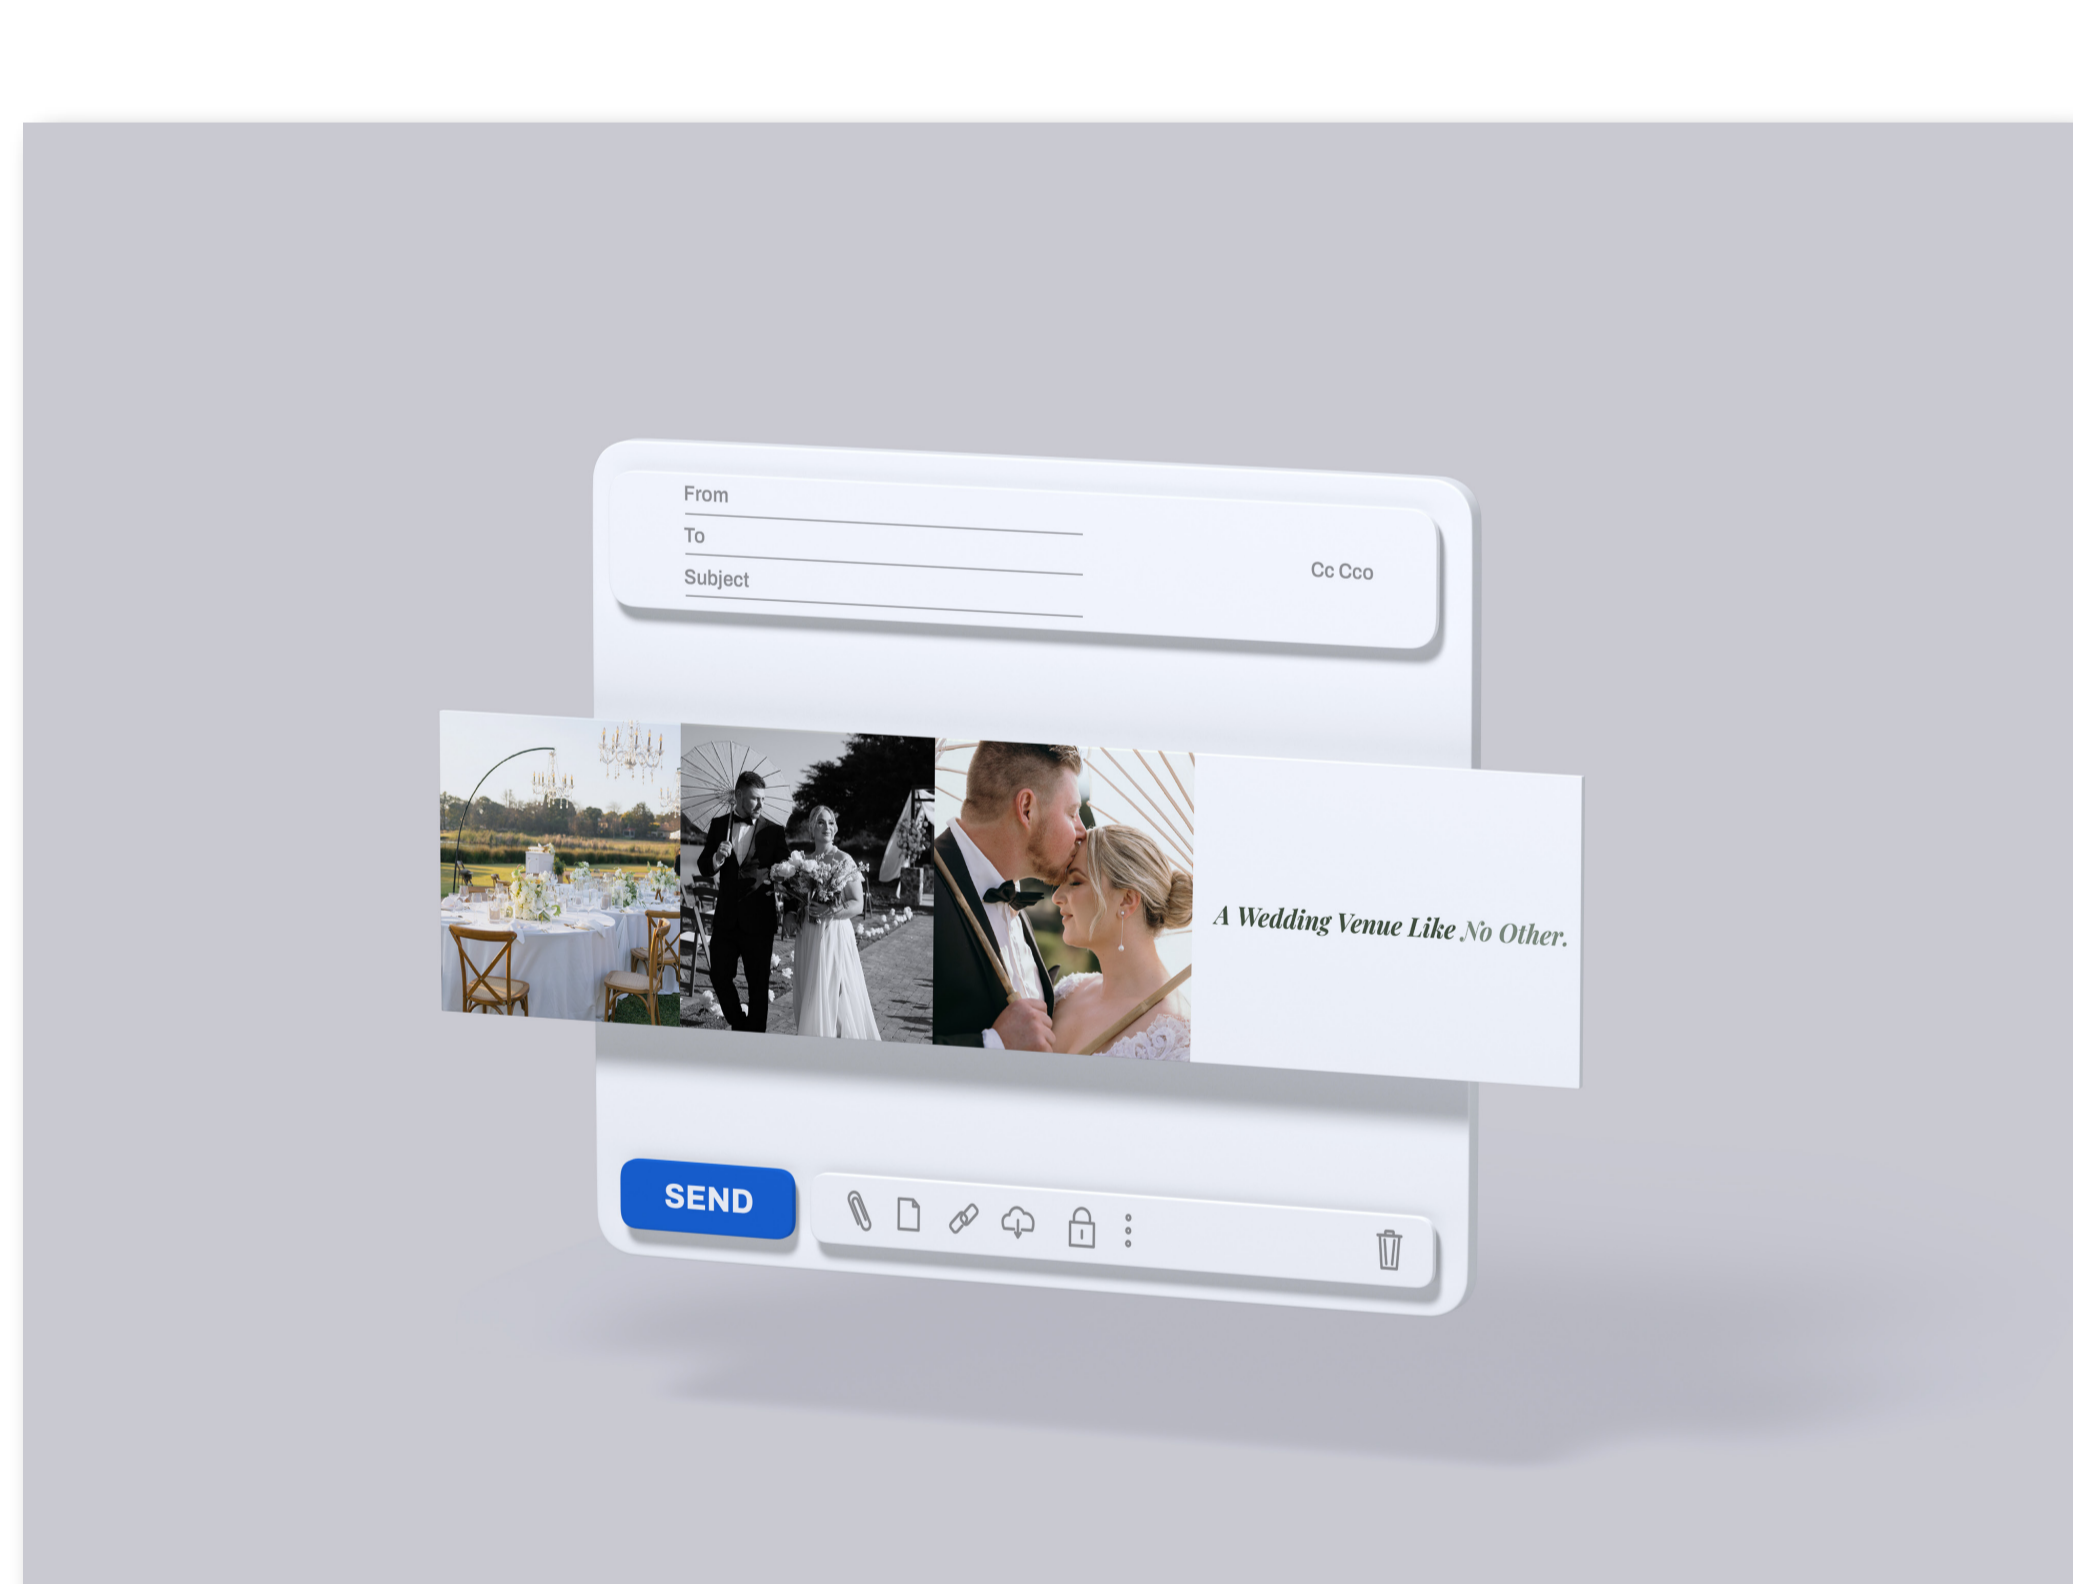 From
To
Subject
Cc Cco
A Wedding Venue Like No Other.
SEND